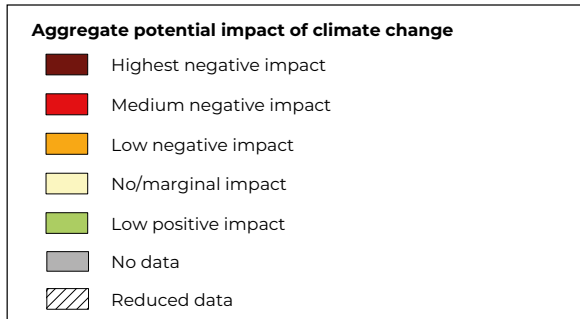 Aggregate potential impact of climate change
Highest negative impact
Medium negative impact
Low negative impact
No/marginal impact
Low positive impact
No data
Reduced data